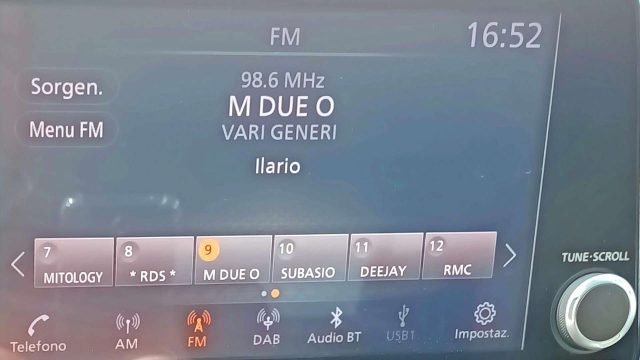 FM
16:52
Sorgen.
Menu FM
98.6 MHz
M DUE O
VARI GENERI
Ilario
7 MITOLOGY
8 * RDS *
9 M DUE O
10 SUBASIO
11 DEEJAY
12 RMC
TUNE·SCROLL
Telefono
AM
FM
DAB
Audio BT
USB1
Impostaz.